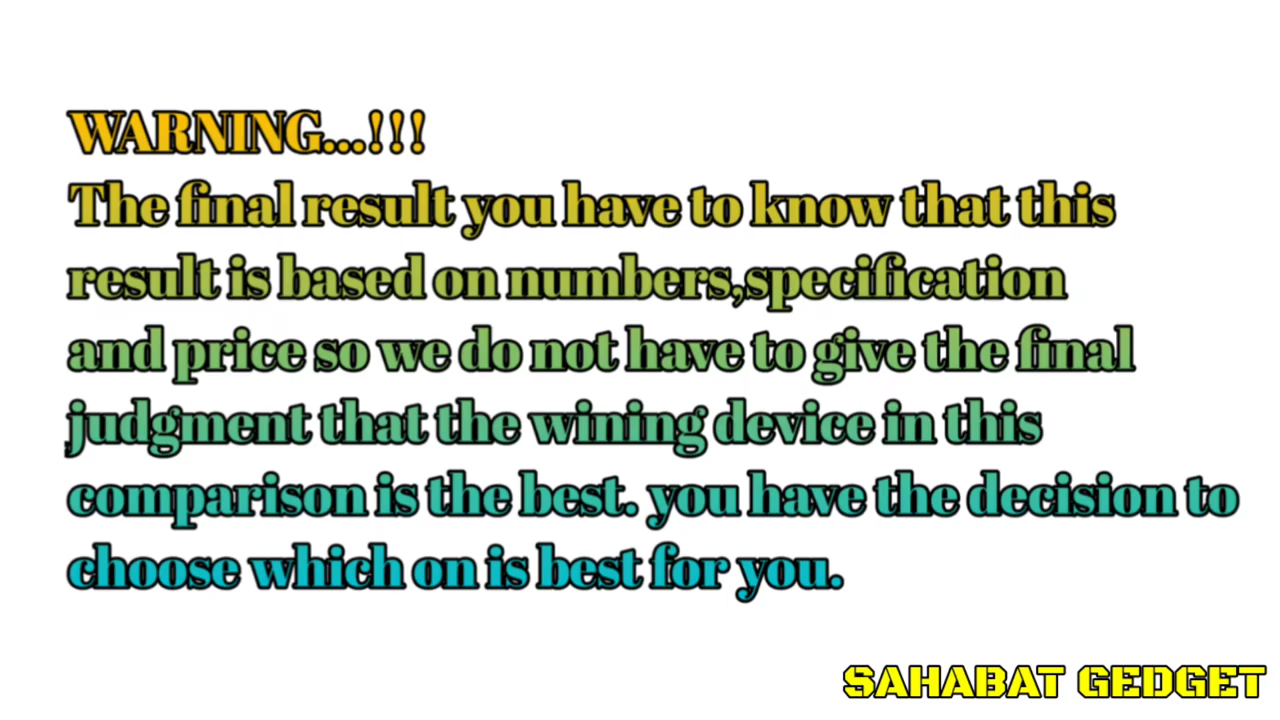 WARNING...!!!
The final result you have to know that this
result is based on numbers,specification
and price so we do not have to give the final
judgment that the wining device in this
comparison is the best. you have the decision to
choose which on is best for you.
SAHABAT GEDGET